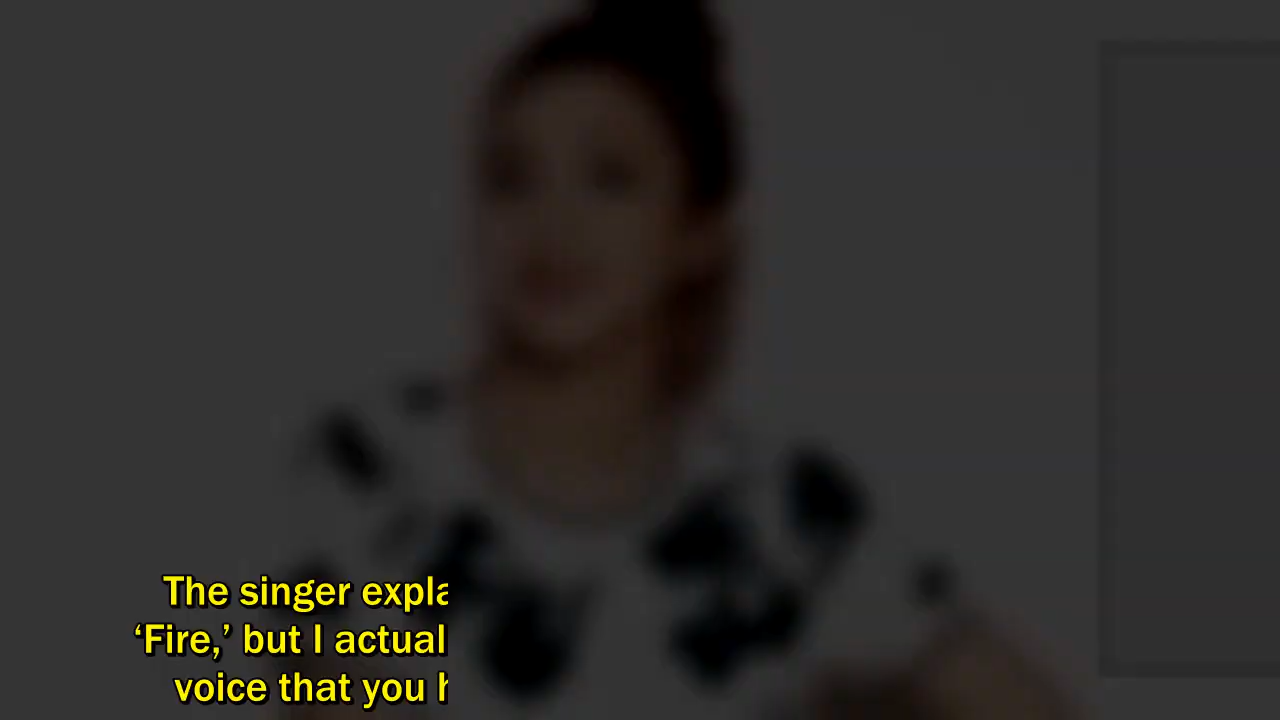 The singer expla
‘Fire,’ but I actual
voice that you h